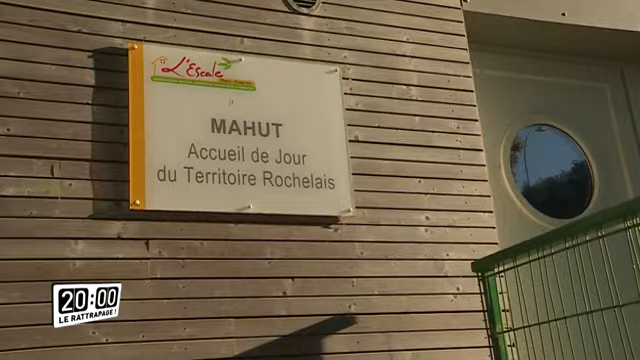 L'Escale
MAHUT
Accueil de Jour
du Territoire Rochelais
20:00
LE RATTRAPAGE !